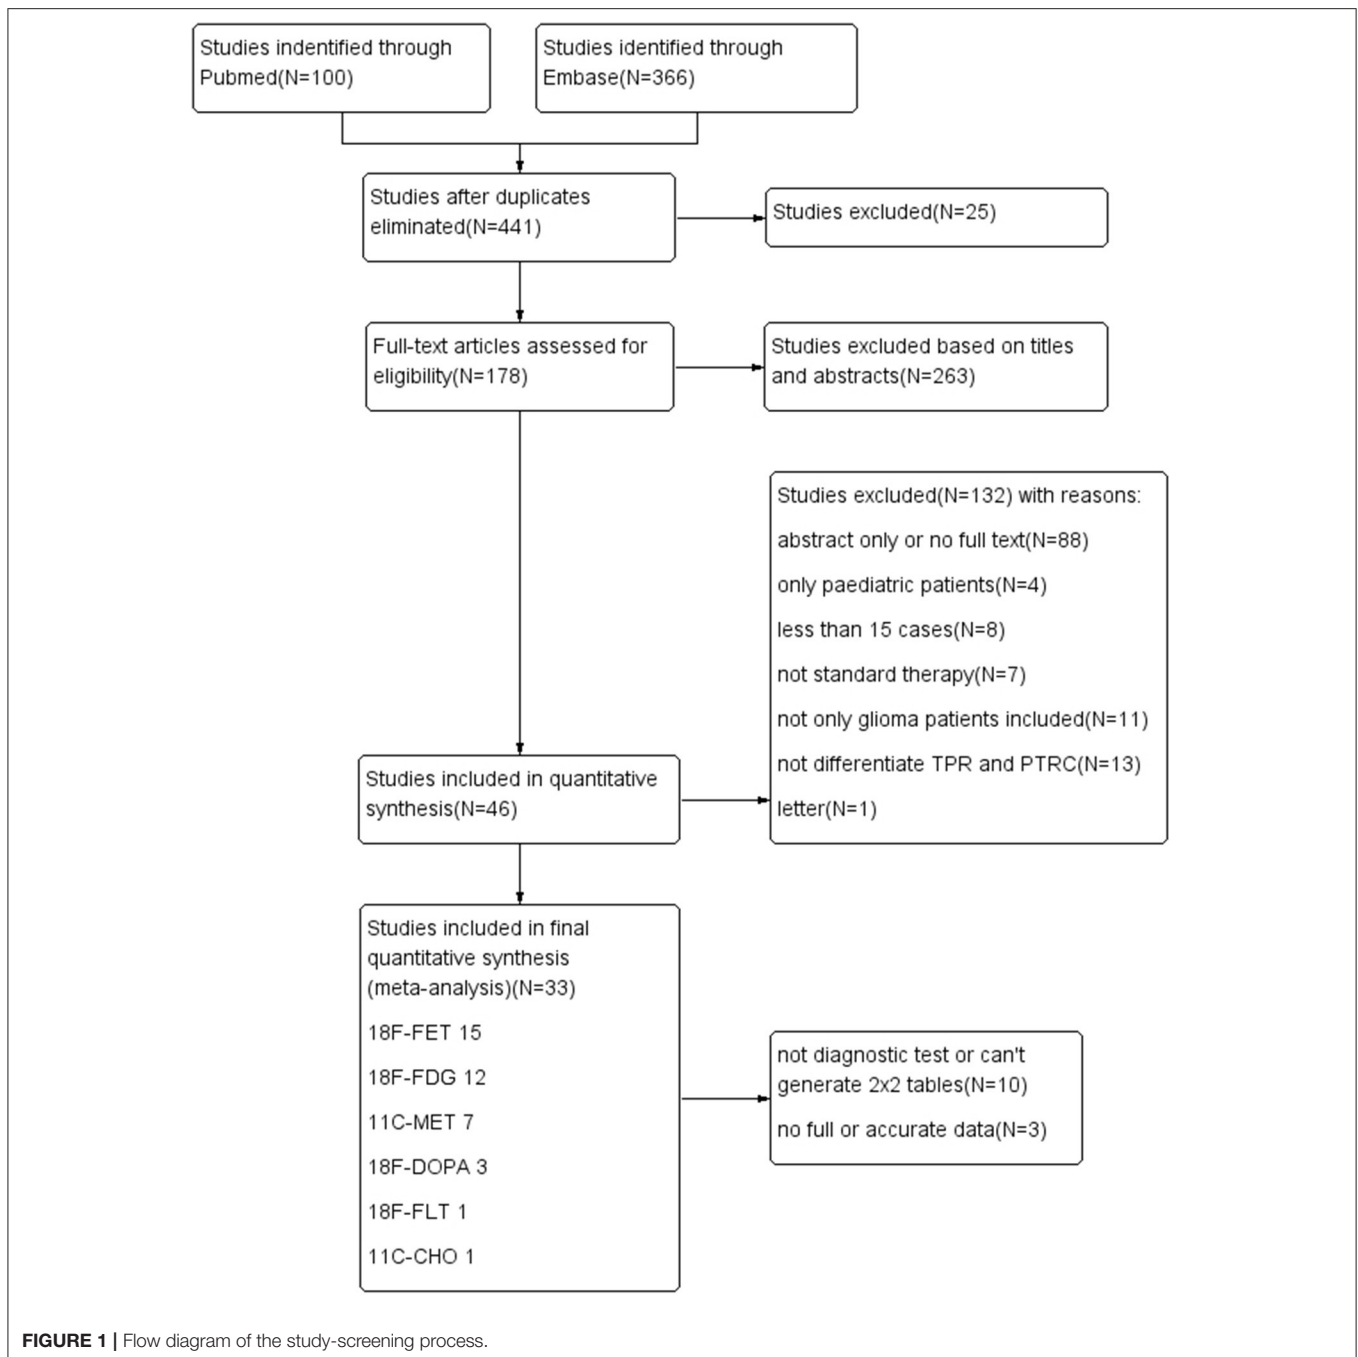 Studies indentified through
Pubmed(N=100)
Studies identified through
Embase(N=366)
Studies after duplicates
eliminated(N=441)
Studies excluded(N=25)
Full-text articles assessed for
eligibility(N=178)
Studies excluded based on titles
and abstracts(N=263)
Studies excluded(N=132) with reasons:
abstract only or no full text(N=88)
only paediatric patients(N=4)
less than 15 cases(N=8)
not standard therapy(N=7)
not only glioma patients included(N=11)
not differentiate TPR and PTRC(N=13)
letter(N=1)
Studies included in quantitative
synthesis(N=46)
Studies included in final
quantitative synthesis
(meta-analysis)(N=33)
18F-FET 15
18F-FDG 12
11C-MET 7
18F-DOPA 3
18F-FLT 1
11C-CHO 1
not diagnostic test or can't
generate 2x2 tables(N=10)
no full or accurate data(N=3)
FIGURE 1 | Flow diagram of the study-screening process.